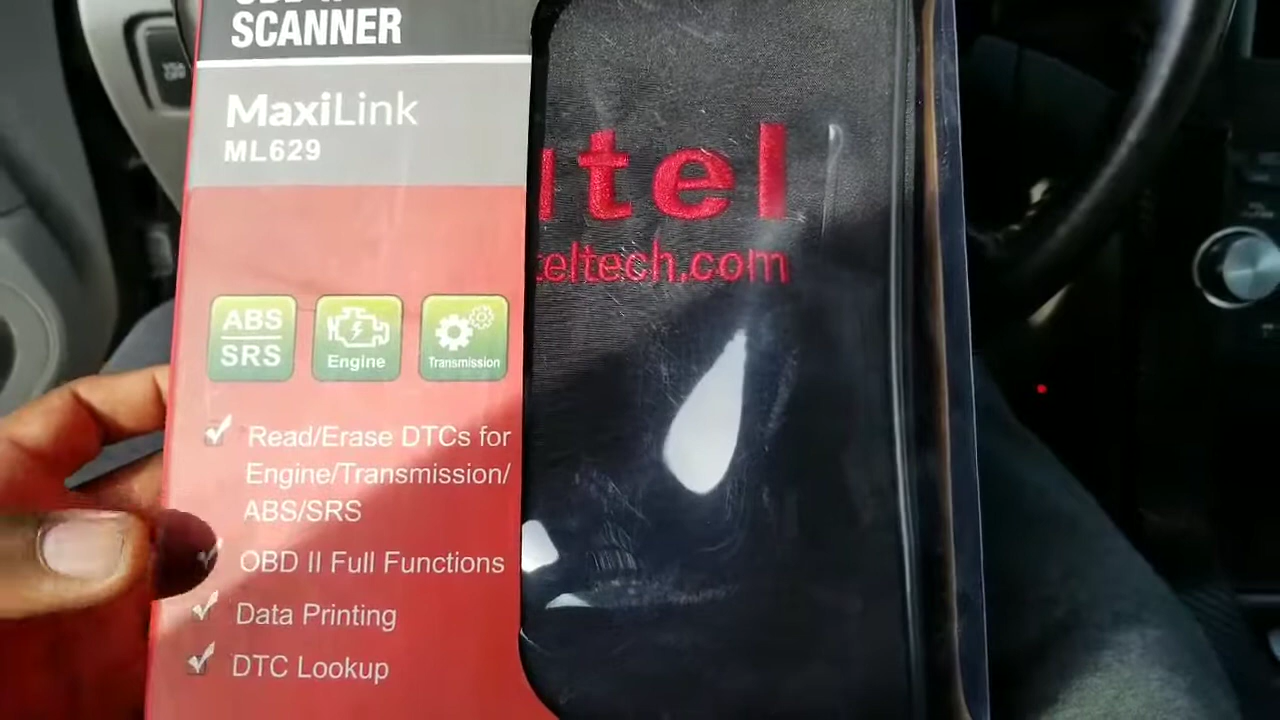 SCANNER
MaxiLink
ML629
utel
teltech.com
ABS
SRS
Engine
Transmission
Read/Erase DTCs for
Engine/Transmission/
ABS/SRS
OBD II Full Functions
Data Printing
DTC Lookup